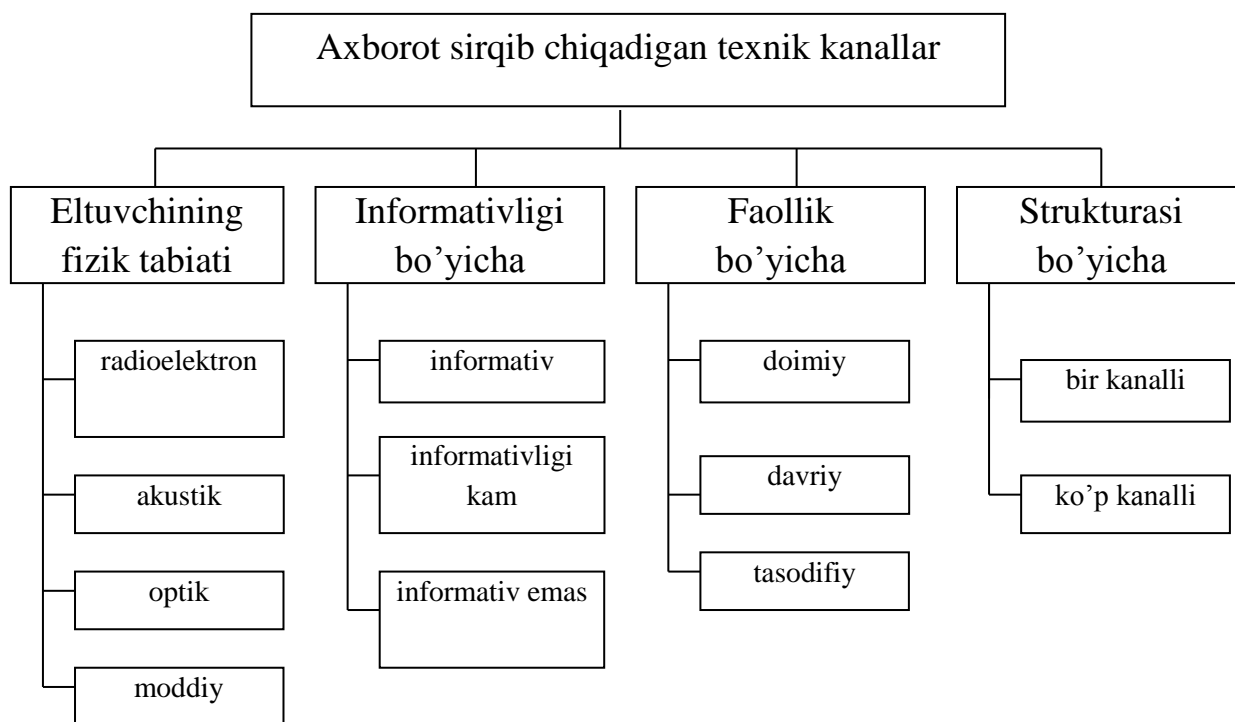 Axborot sirqib chiqadigan texnik kanallar
Eltuvchining
fizik tabiati
radioelektron
akustik
optik
moddiy
Informativligi
bo’yicha
informativ
informativligi
kam
informativ emas
Faollik
bo’yicha
doimiy
davriy
tasodifiy
Strukturasi
bo’yicha
bir kanalli
ko’p kanalli